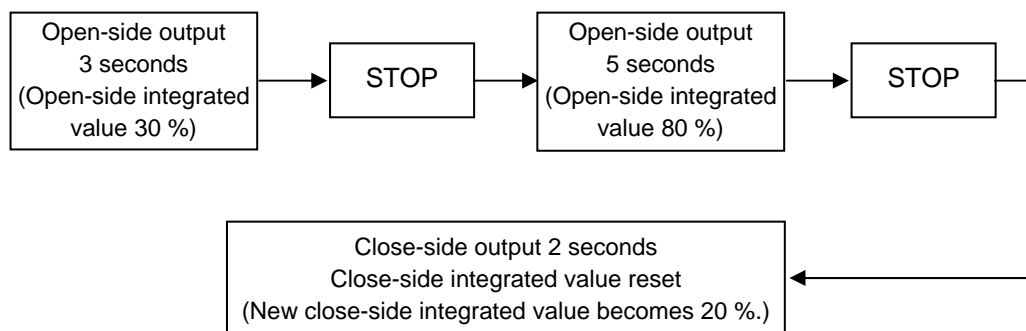 Open-side output
3 seconds
(Open-side integrated
value 30 %)
STOP
Open-side output
5 seconds
(Open-side integrated
value 80 %)
STOP
Close-side output 2 seconds
Close-side integrated value reset
(New close-side integrated value becomes 20 %.)